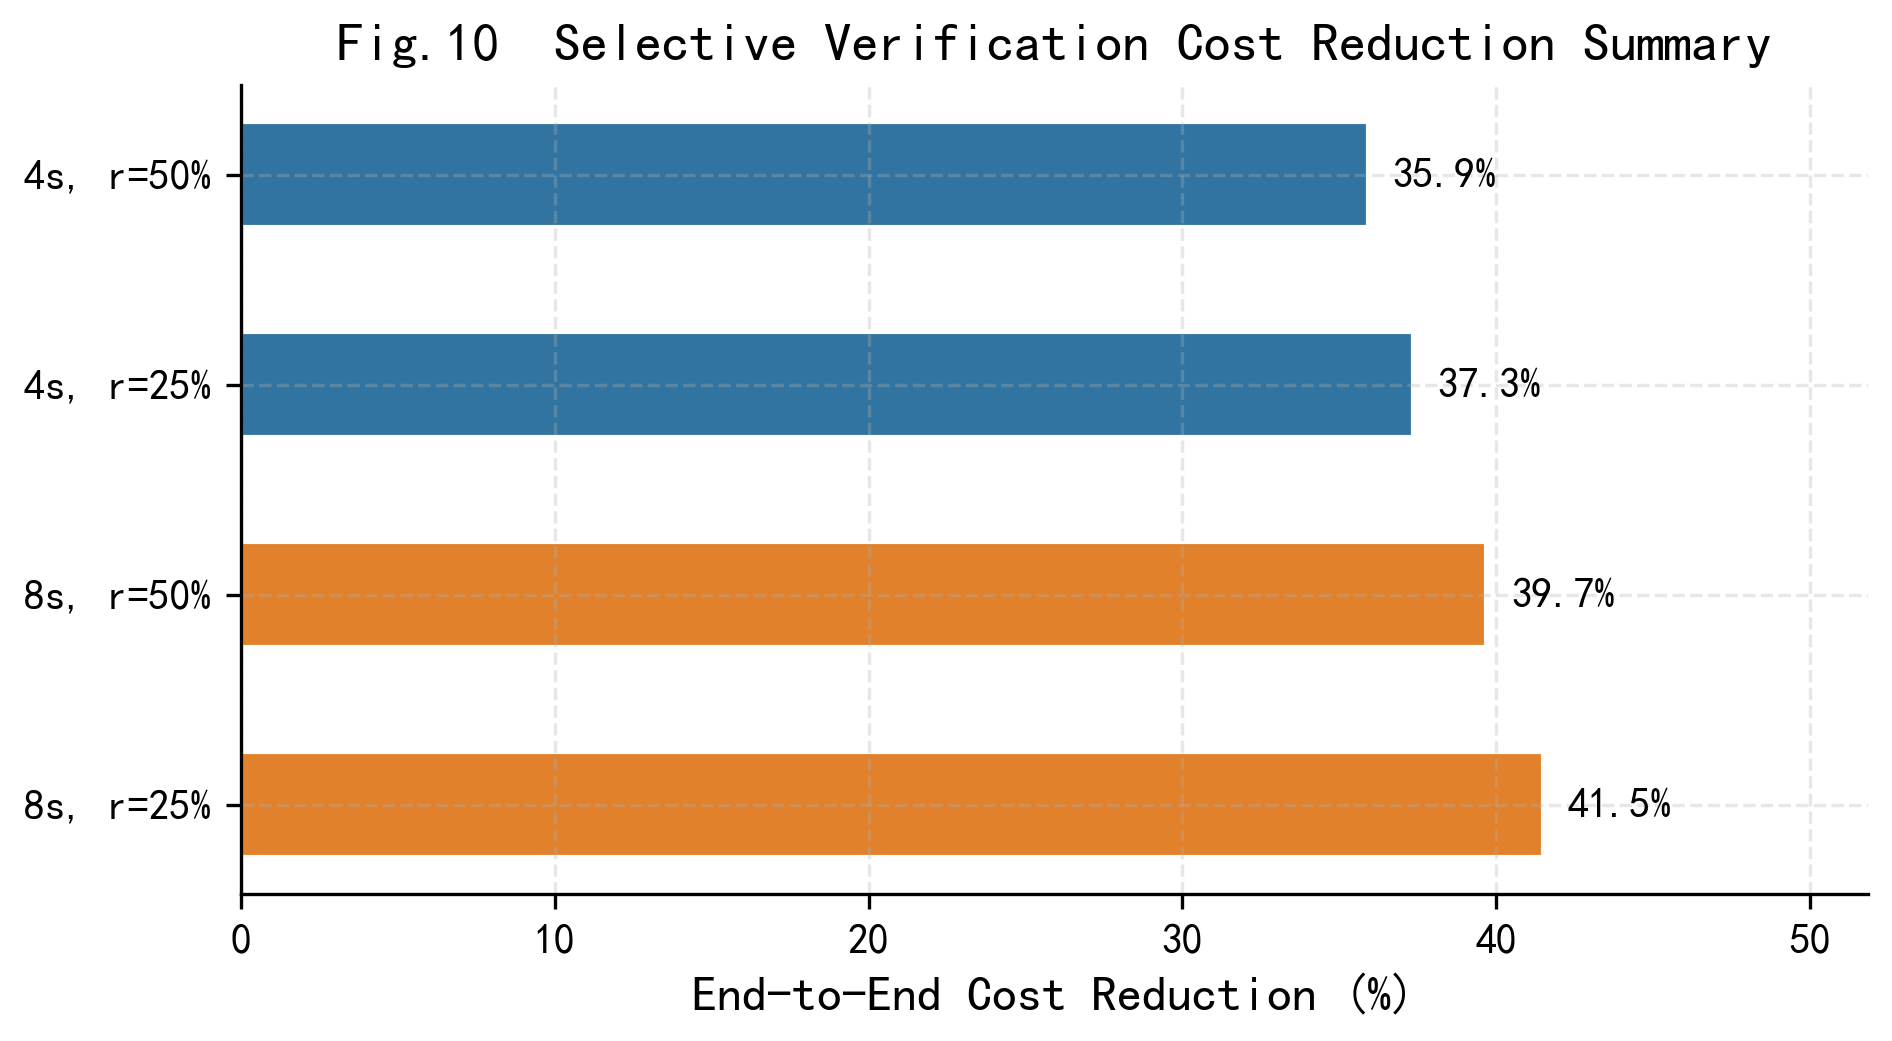 Fig.10  Selective Verification Cost Reduction Summary
4s, r=50%
35.9%
4s, r=25%
37.3%
8s, r=50%
39.7%
8s, r=25%
41.5%
0 10 20 30 40 50
End-to-End Cost Reduction (%)